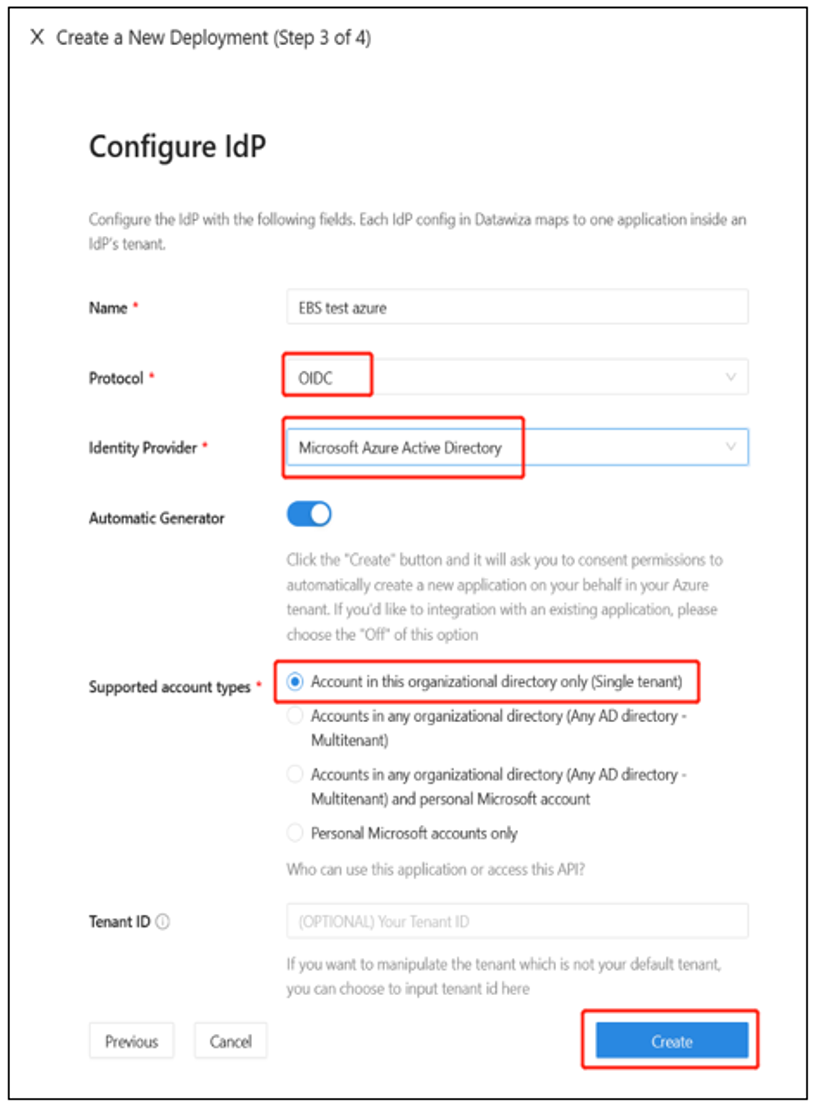 X Create a New Deployment (Step 3 of 4)
Configure IdP
Configure the IdP with the following fields. Each IdP config in Datawiza maps to one application inside an
IdP's tenant.
Name * EBS test azure
Protocol * OIDC
Identity Provider * Microsoft Azure Active Directory
Automatic Generator
Click the "Create" button and it will ask you to consent permissions to
automatically create a new application on your behalf in your Azure
tenant. If you'd like to integration with an existing application, please
choose the "Off" of this option
Supported account types * Account in this organizational directory only (Single tenant)
Accounts in any organizational directory (Any AD directory -
Multitenant)
Accounts in any organizational directory (Any AD directory -
Multitenant) and personal Microsoft account
Personal Microsoft accounts only
Who can use this application or access this API?
Tenant ID (OPTIONAL) Your Tenant ID
If you want to manipulate the tenant which is not your default tenant,
you can choose to input tenant id here
Previous Cancel Create